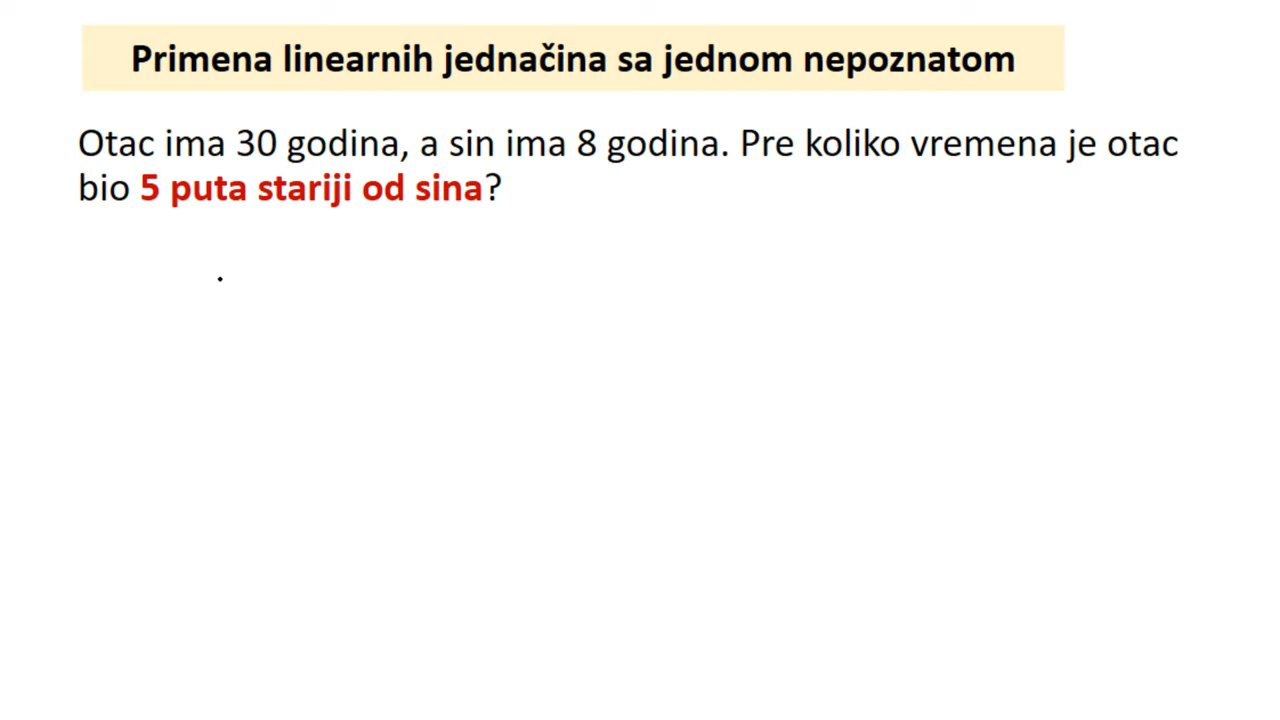 Primena linearnih jednačina sa jednom nepoznatom
Otac ima 30 godina, a sin ima 8 godina. Pre koliko vremena je otac
bio 5 puta stariji od sina?